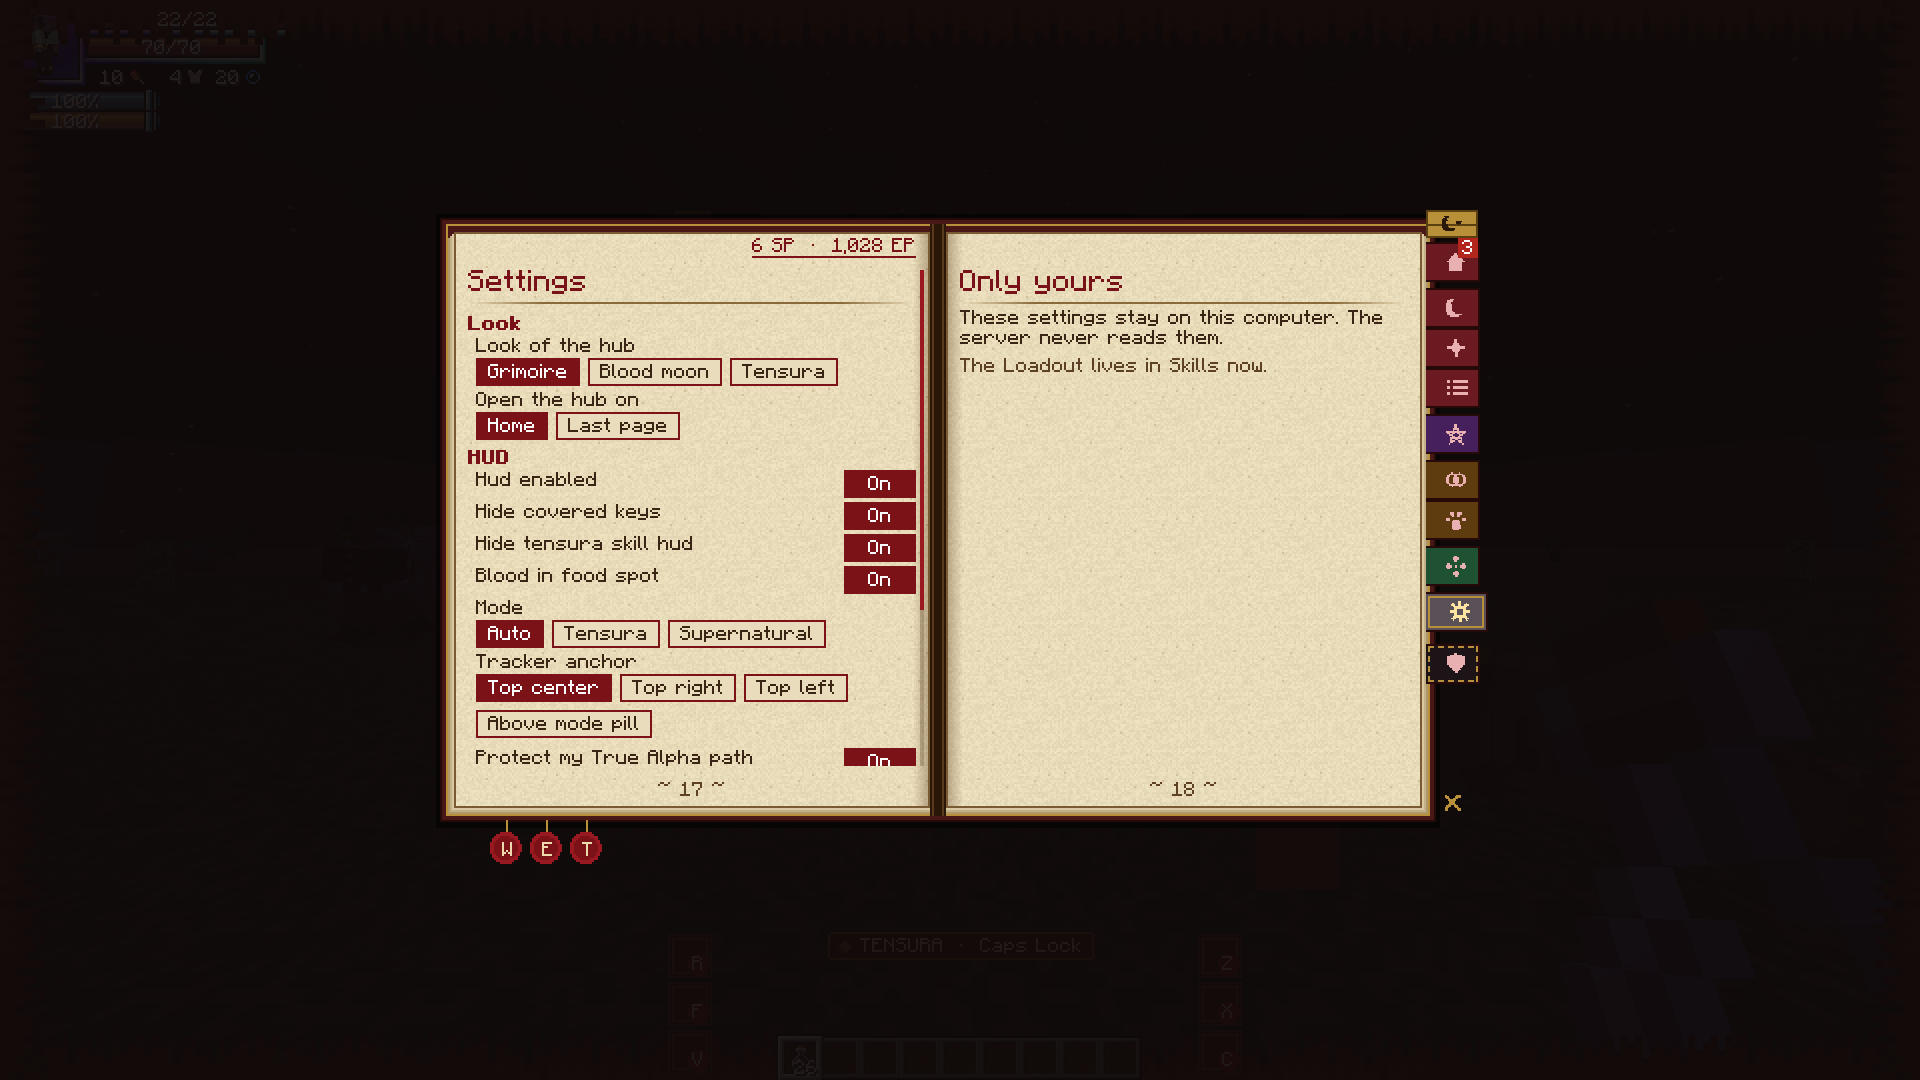 22/22
70/70
10 4 20
100%
100%
6 SP · 1,028 EP
Settings
Look
Look of the hub
Grimoire Blood moon Tensura
Open the hub on
Home Last page
HUD
Hud enabled On
Hide covered keys On
Hide tensura skill hud On
Blood in food spot On
Mode
Auto Tensura Supernatural
Tracker anchor
Top center Top right Top left
Above mode pill
Protect my True Alpha path On
~ 17 ~
Only yours
These settings stay on this computer. The
server never reads them.
The Loadout lives in Skills now.
~ 18 ~
3
W E T
TENSURA · Caps Lock
R
F
V
Z
X
C
26